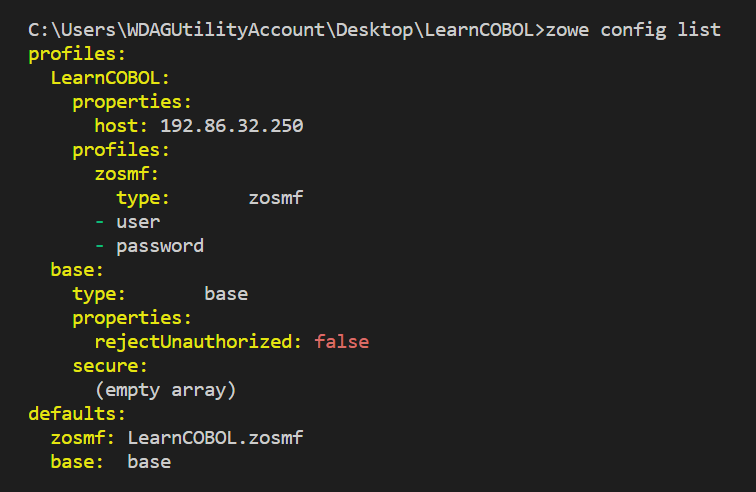 C:\Users\WDAGUtilityAccount\Desktop\LearnCOBOL>zowe config list
profiles:
  LearnCOBOL:
    properties:
      host: 192.86.32.250
    profiles:
      zosmf:
        type:       zosmf
      - user
      - password
  base:
    type:       base
    properties:
      rejectUnauthorized: false
    secure:
      (empty array)
defaults:
  zosmf: LearnCOBOL.zosmf
  base:  base